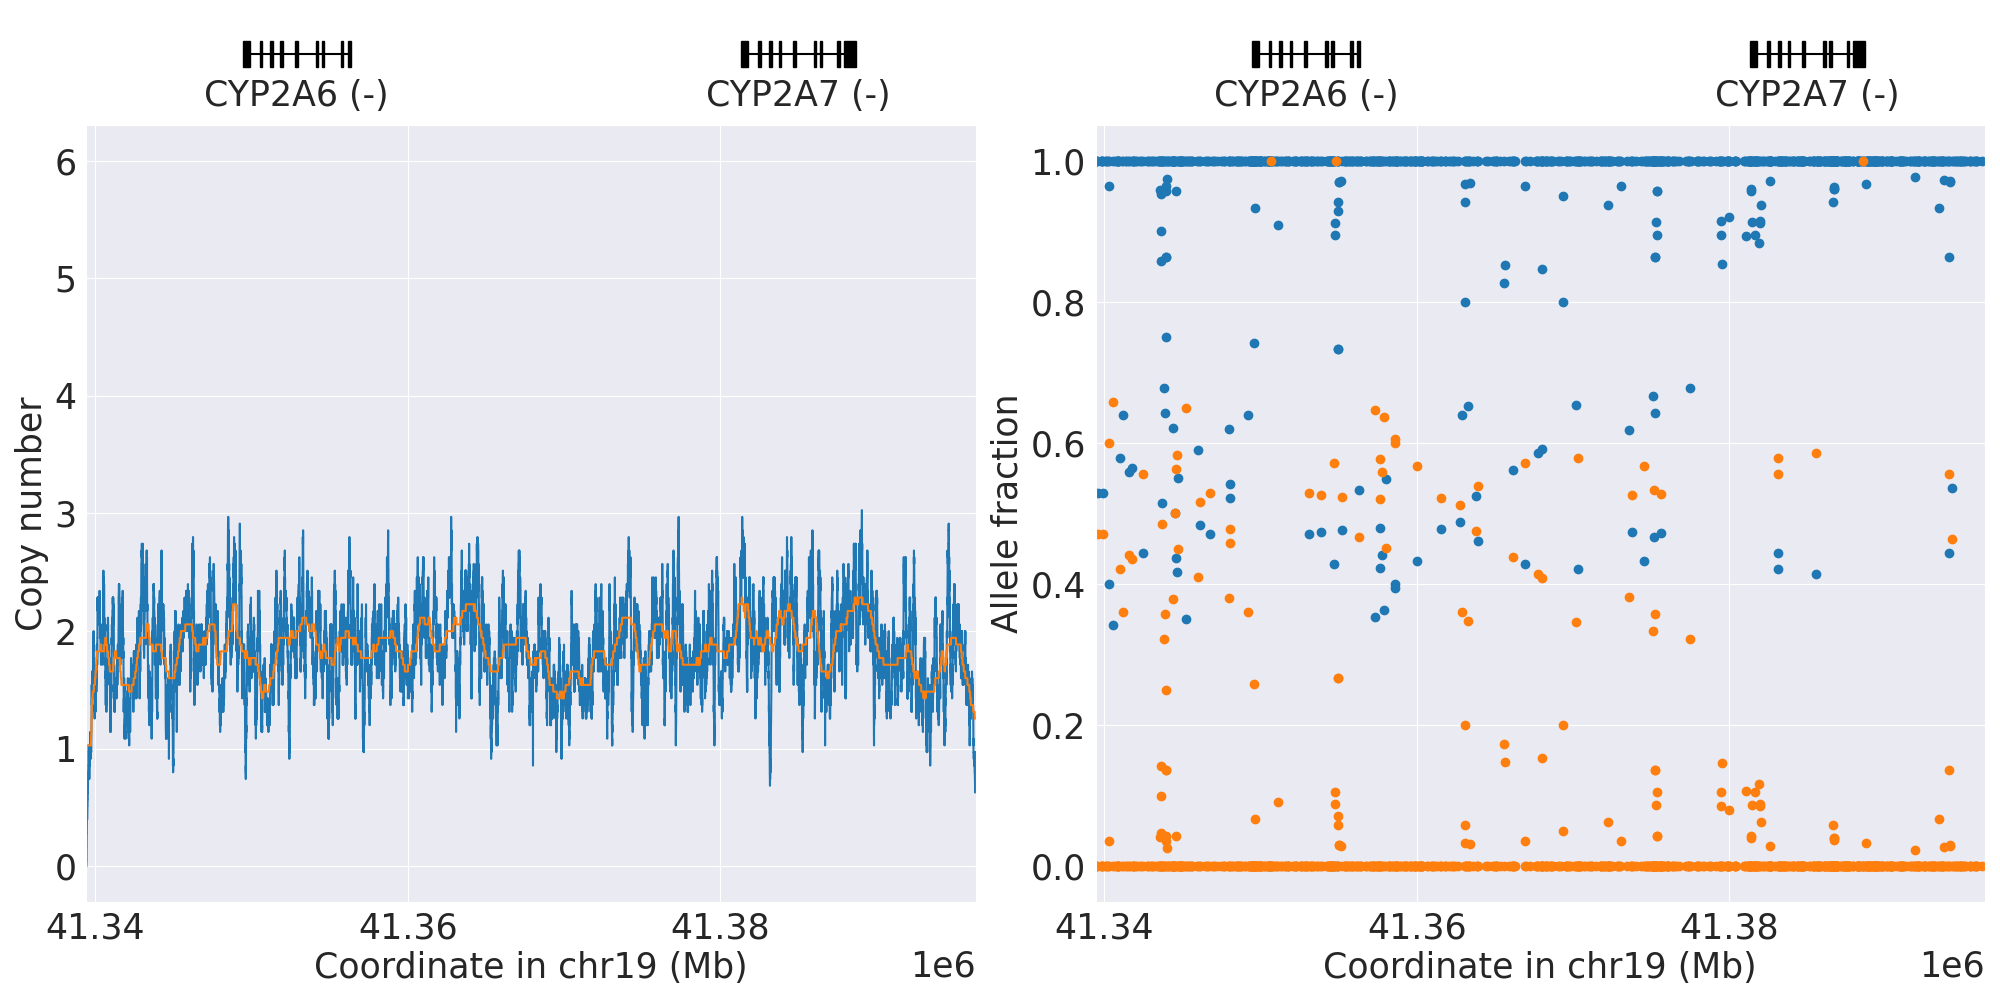 CYP2A6 (-)
CYP2A7 (-)
6
5
4
3
2
1
0
Copy number
41.34
41.36
41.38
Coordinate in chr19 (Mb)
1e6
CYP2A6 (-)
CYP2A7 (-)
1.0
0.8
0.6
0.4
0.2
0.0
Allele fraction
41.34
41.36
41.38
Coordinate in chr19 (Mb)
1e6